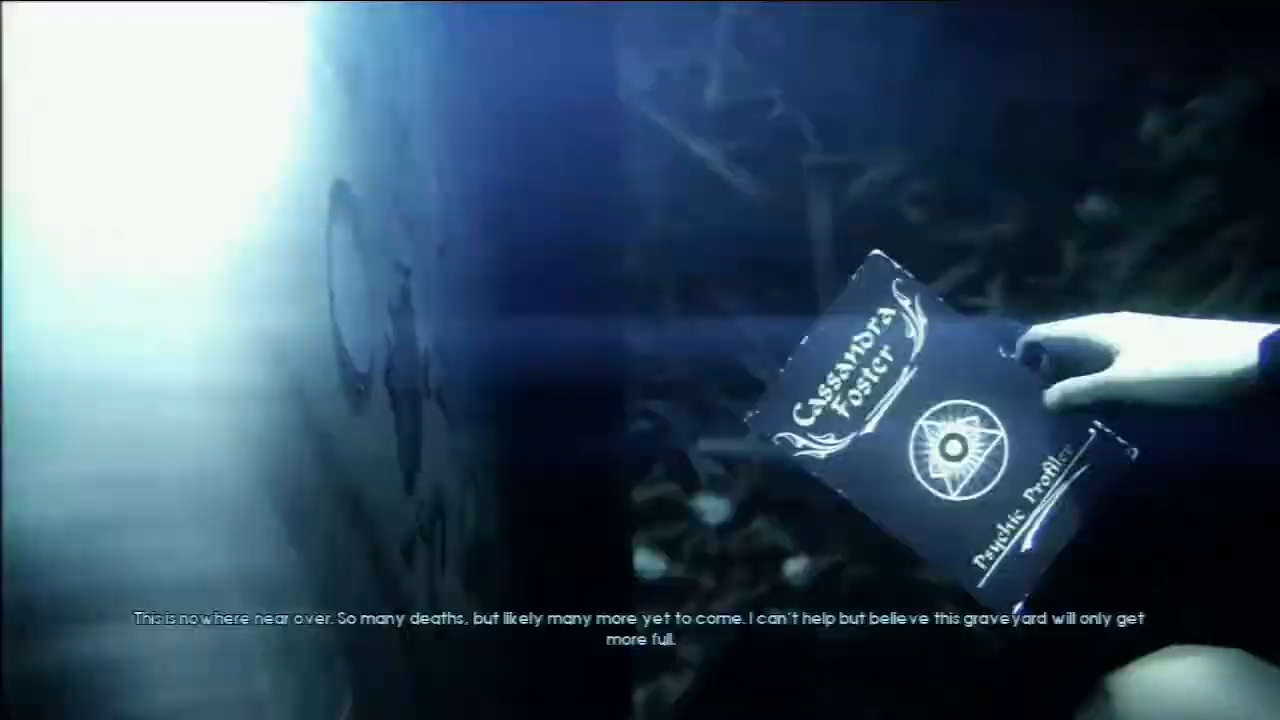 Cassandra
Foster
Psychic Profiler
This is nowhere near over. So many deaths, but likely many more yet to come. I can't help but believe this graveyard will only get
more full.